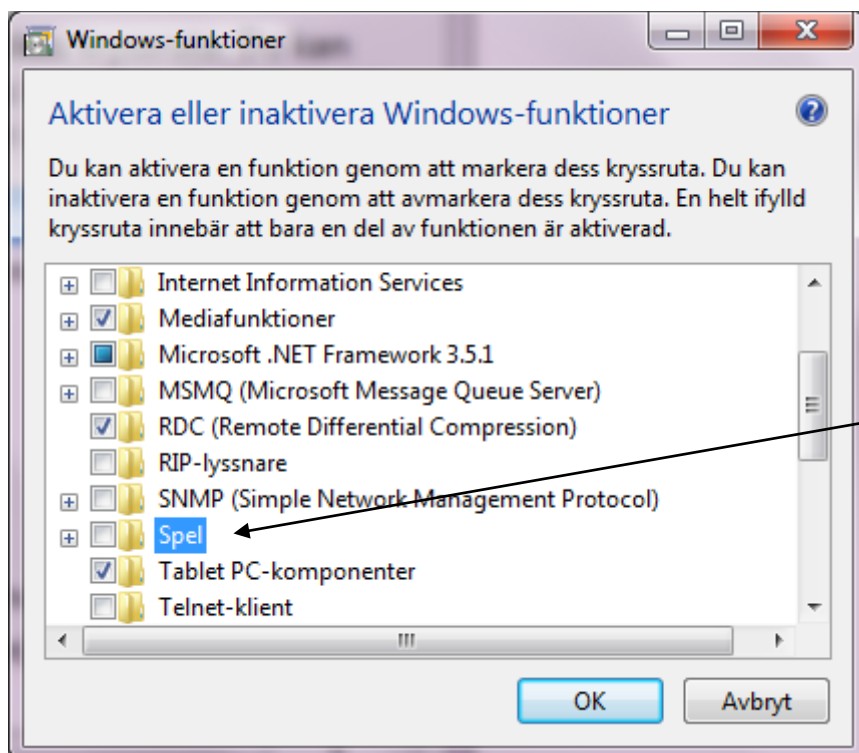 Windows-funktioner
Aktivera eller inaktivera Windows-funktioner
Du kan aktivera en funktion genom att markera dess kryssruta. Du kan
inaktivera en funktion genom att avmarkera dess kryssruta. En helt ifylld
kryssruta innebär att bara en del av funktionen är aktiverad.
Internet Information Services
Mediafunktioner
Microsoft .NET Framework 3.5.1
MSMQ (Microsoft Message Queue Server)
RDC (Remote Differential Compression)
RIP-lyssnare
SNMP (Simple Network Management Protocol)
Spel
Tablet PC-komponenter
Telnet-klient
OK
Avbryt